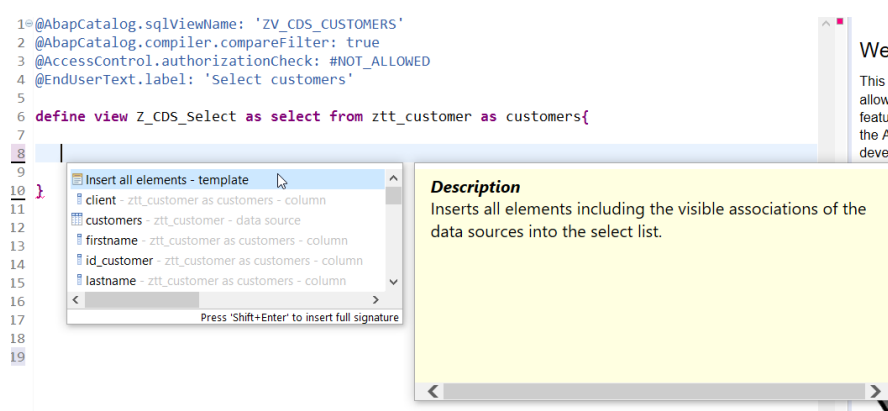 1 @AbapCatalog.sqlViewName: 'ZV_CDS_CUSTOMERS'
2 @AbapCatalog.compiler.compareFilter: true
3 @AccessControl.authorizationCheck: #NOT_ALLOWED
4 @EndUserText.label: 'Select customers'
5
6 define view Z_CDS_Select as select from ztt_customer as customers{
7
8
9
10 }
11
12
13
14
15
16
17
18
19
Insert all elements - template
client - ztt_customer as customers - column
customers - ztt_customer - data source
firstname - ztt_customer as customers - column
id_customer - ztt_customer as customers - column
lastname - ztt_customer as customers - column
Press 'Shift+Enter' to insert full signature
Description
Inserts all elements including the visible associations of the
data sources into the select list.
We
This
allow
featu
the A
deve